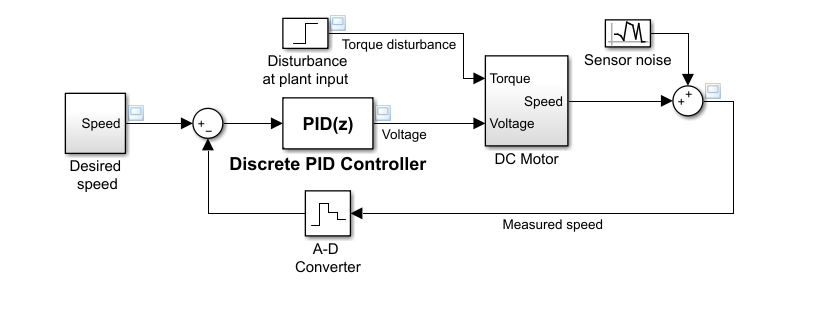 Torque disturbance
Disturbance
at plant input
Sensor noise
Torque
Speed
Voltage
DC Motor
+
+
Speed
Desired
speed
+
−
PID(z)
Voltage
Discrete PID Controller
Measured speed
A-D
Converter